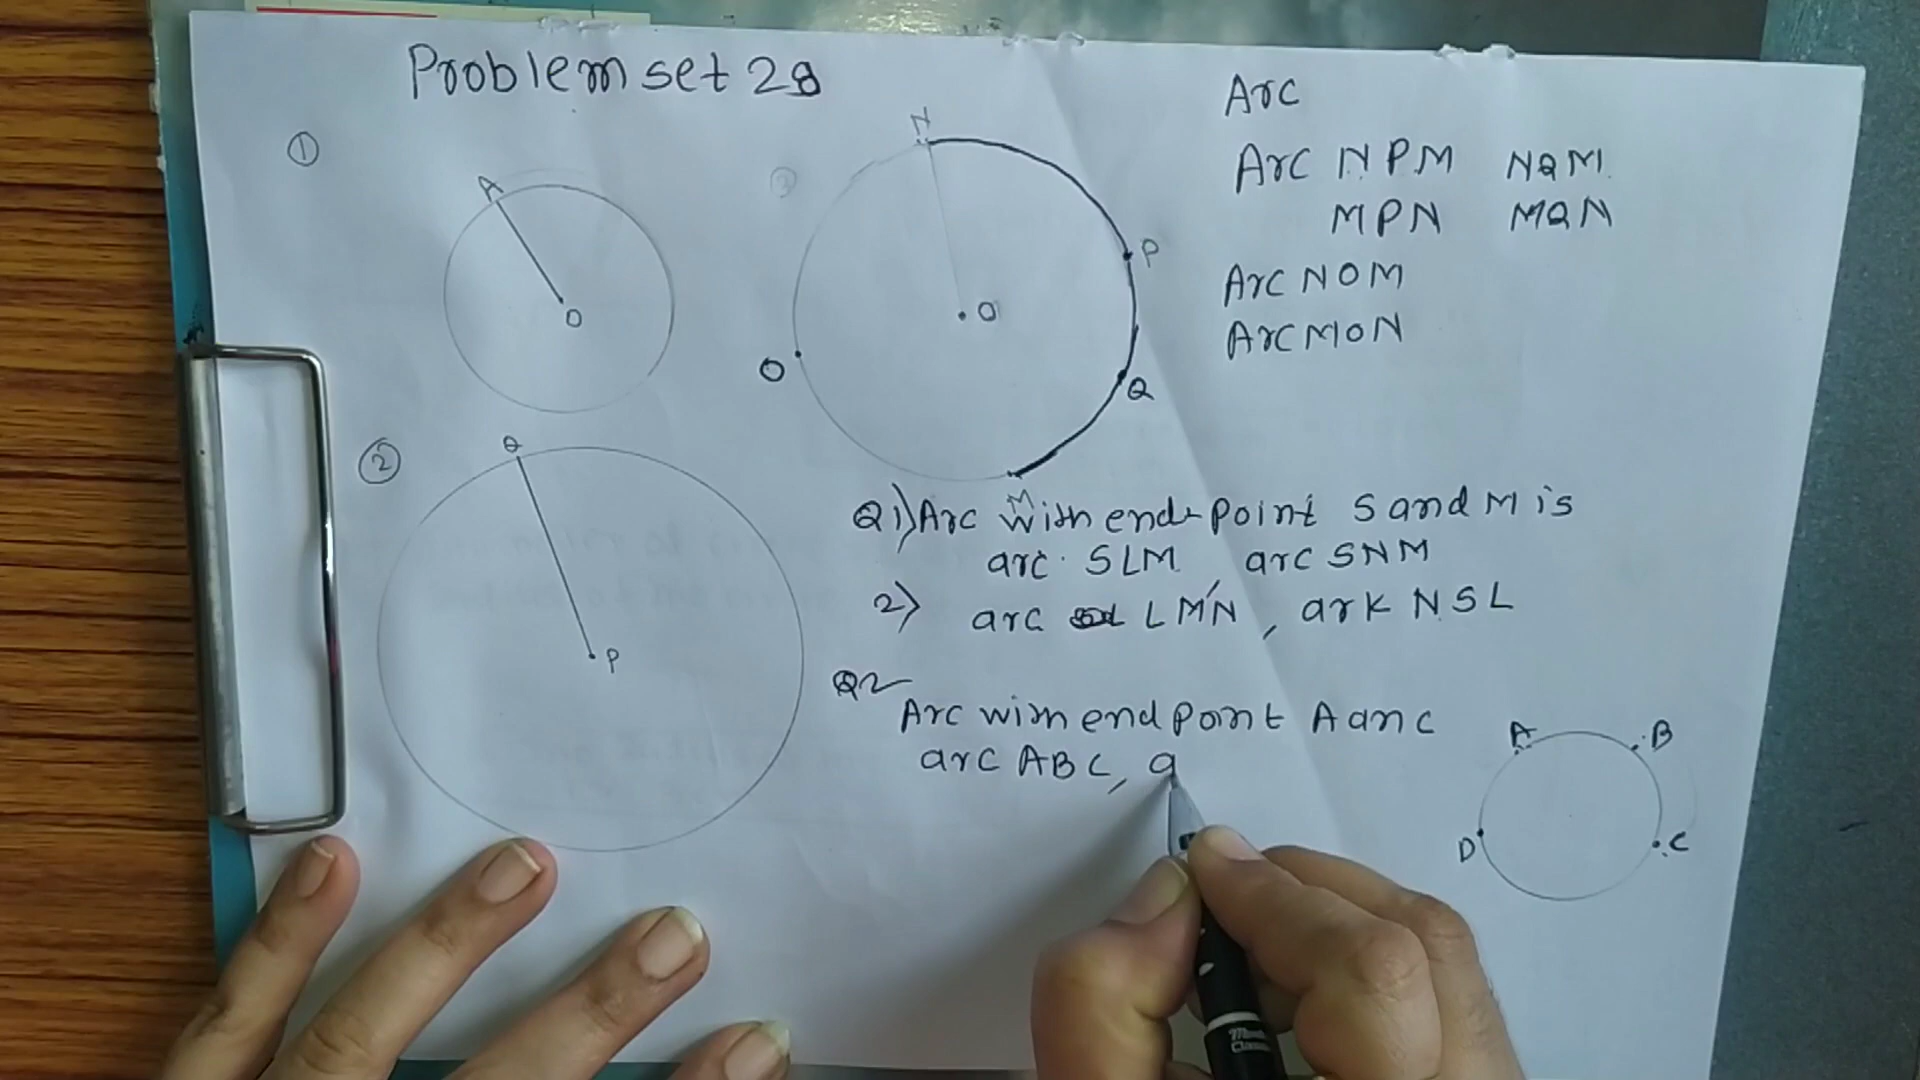 Problem set 28
①
A
O
②
Q
P
③
N
P
O
O
Q
M
Arc
Arc NPM NQM
MPN MQN
Arc NOM
Arc MON
Q1) Arc with end point S and M is
arc SLM, arc SNM
2) arc LMN, ark NSL
Q2
Arc with end point A anc
arc ABC, a
A
B
D
C